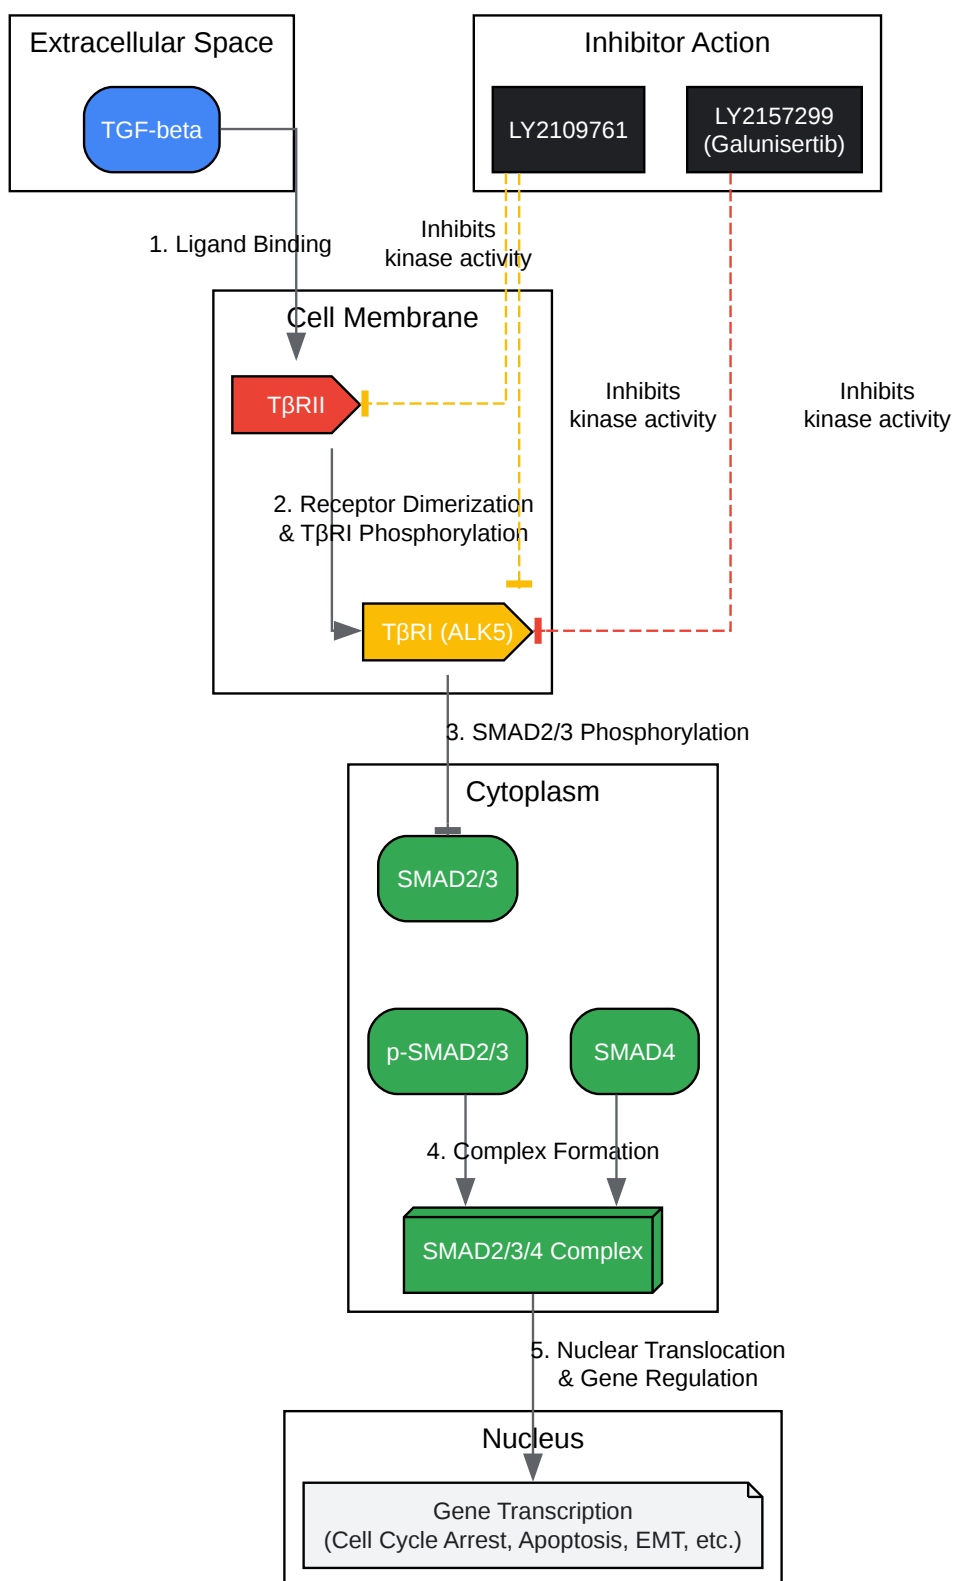 Extracellular Space
Inhibitor Action
TGF-beta
LY2109761
LY2157299
(Galunisertib)
1. Ligand Binding
Inhibits
kinase activity
Cell Membrane
Inhibits
kinase activity
Inhibits
kinase activity
TβRII
2. Receptor Dimerization
& TβRI Phosphorylation
TβRI (ALK5)
3. SMAD2/3 Phosphorylation
Cytoplasm
SMAD2/3
p-SMAD2/3
SMAD4
4. Complex Formation
SMAD2/3/4 Complex
5. Nuclear Translocation
& Gene Regulation
Nucleus
Gene Transcription
(Cell Cycle Arrest, Apoptosis, EMT, etc.)